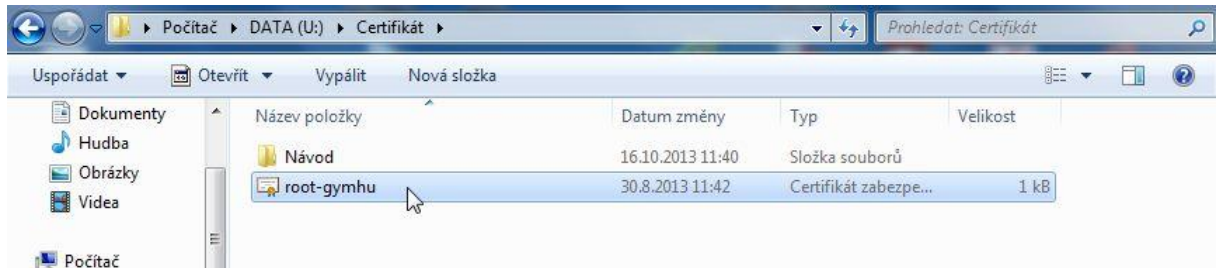 Počítač ▸ DATA (U:) ▸ Certifikát ▸ Prohledat: Certifikát
Uspořádat Otevřít Vypálit Nová složka
Dokumenty
Hudba
Obrázky
Videa
Počítač
Název položky Datum změny Typ Velikost
Návod 16.10.2013 11:40 Složka souborů
root-gymhu 30.8.2013 11:42 Certifikát zabezpe... 1 kB